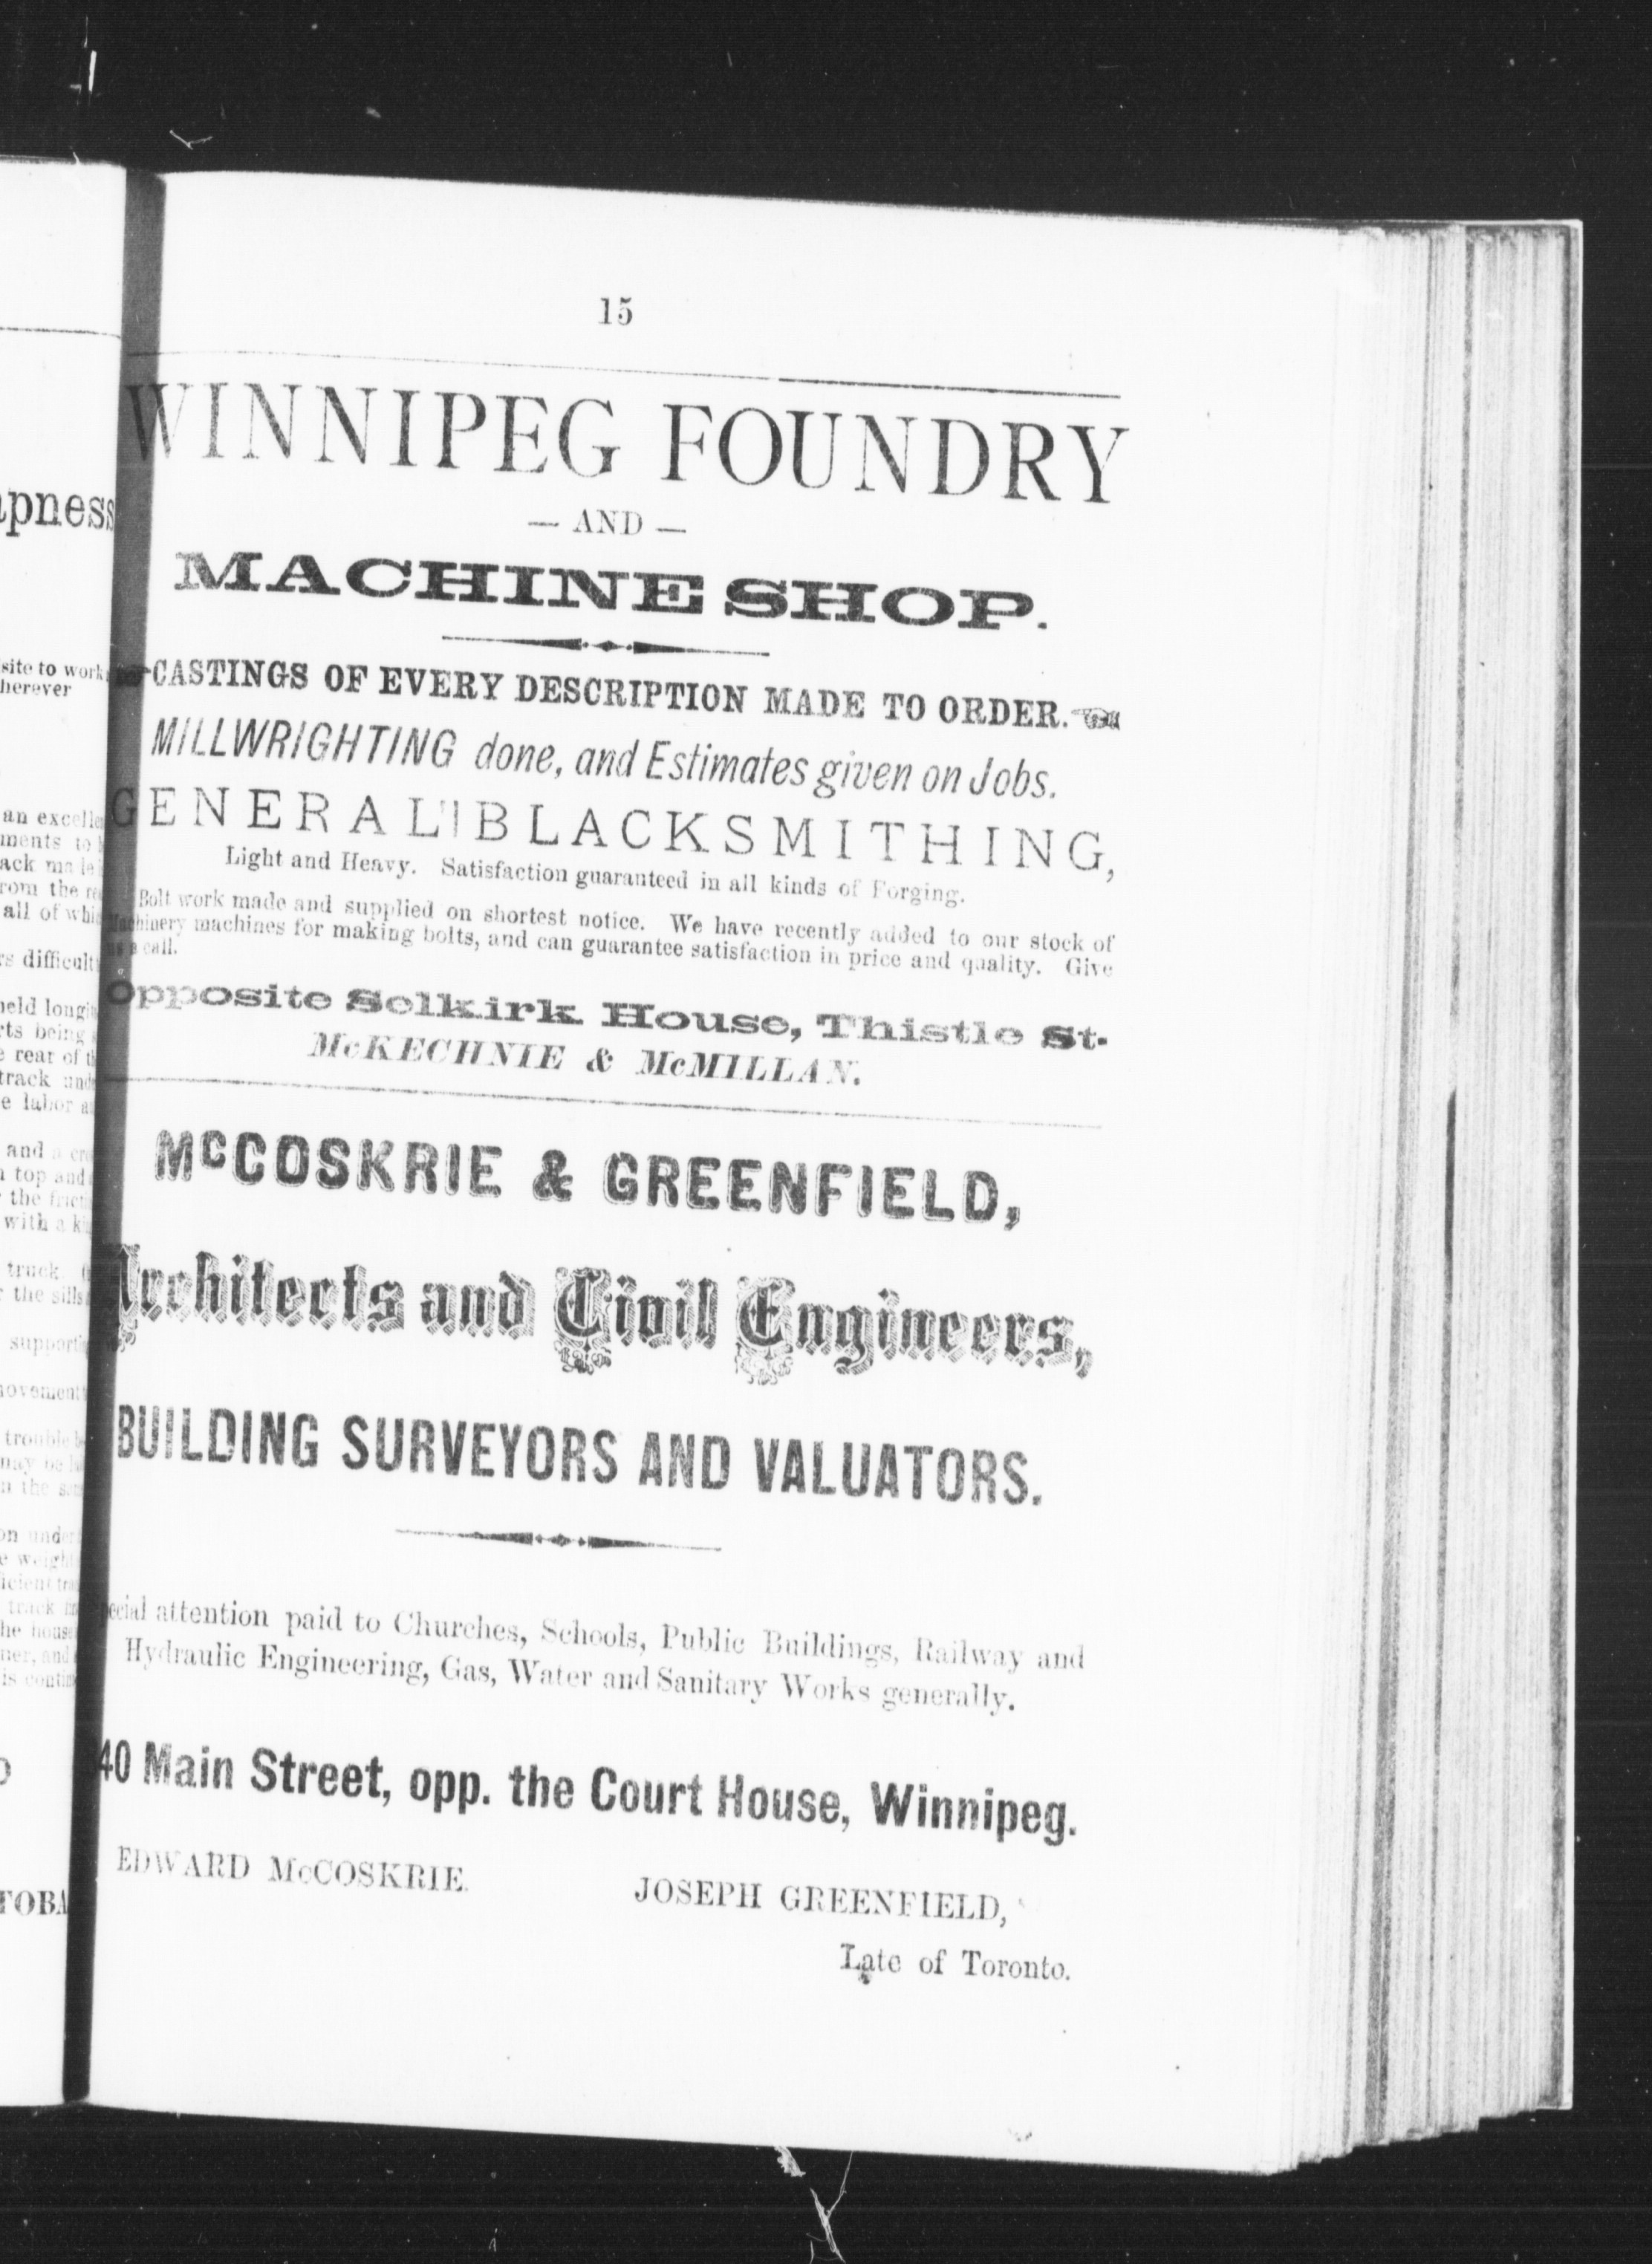 15
WINNIPEG FOUNDRY
— AND —
MACHINE SHOP.
CASTINGS OF EVERY DESCRIPTION MADE TO ORDER.
MILLWRIGHTING done, and Estimates given on Jobs.
GENERAL BLACKSMITHING,
Light and Heavy. Satisfaction guaranteed in all kinds of Forging.
Bolt work made and supplied on shortest notice. We have recently added to our stock of
Machinery machines for making bolts, and can guarantee satisfaction in price and quality. Give
us a call.
Opposite Selkirk House, Thistle St.
McKECHNIE & McMILLAN.
McCOSKRIE & GREENFIELD,
Architects and Civil Engineers,
BUILDING SURVEYORS AND VALUATORS.
pecial attention paid to Churches, Schools, Public Buildings, Railway and
Hydraulic Engineering, Gas, Water and Sanitary Works generally.
40 Main Street, opp. the Court House, Winnipeg.
EDWARD McCOSKRIE.
JOSEPH GREENFIELD,
Late of Toronto.